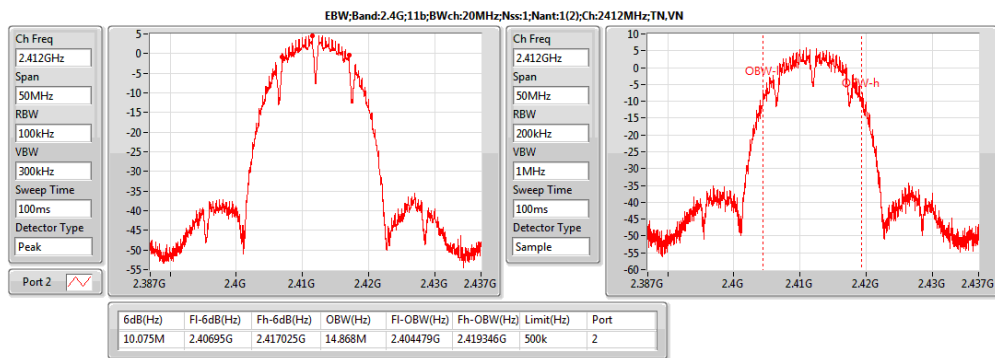 EBW;Band:2.4G;11b;BWch:20MHz;Nss:1;Nant:1(2);Ch:2412MHz;TN,VN
Ch Freq
2.412GHz
Span
50MHz
RBW
100kHz
VBW
300kHz
Sweep Time
100ms
Detector Type
Peak
Port 2
5
0
-5
-10
-15
-20
-25
-30
-35
-40
-45
-50
-55
2.387G 2.4G 2.41G 2.42G 2.437G
Ch Freq
2.412GHz
Span
50MHz
RBW
200kHz
VBW
1MHz
Sweep Time
100ms
Detector Type
Sample
10
5
0
-5
-10
-15
-20
-25
-30
-35
-40
-45
-50
-55
-60
OBW-l OBW-h
2.387G 2.4G 2.41G 2.42G 2.43G 2.437G
6dB(Hz) Fl-6dB(Hz) Fh-6dB(Hz) OBW(Hz) Fl-OBW(Hz) Fh-OBW(Hz) Limit(Hz) Port
10.075M 2.40695G 2.417025G 14.868M 2.404479G 2.419346G 500k 2